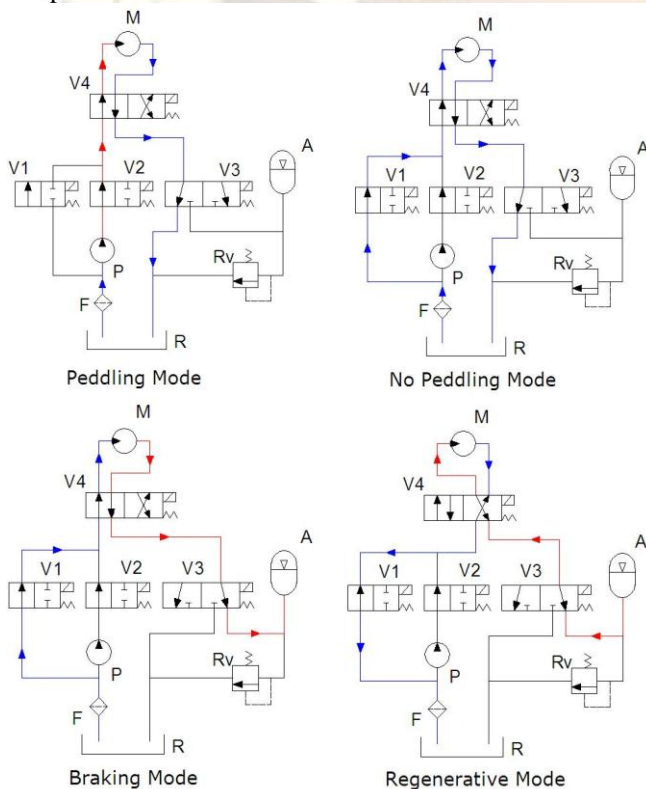 M
V4
A
V1
V2
V3
P
Rv
F
R
Peddling Mode
M
V4
A
V1
V2
V3
P
Rv
F
R
No Peddling Mode
M
V4
A
V1
V2
V3
P
Rv
F
R
Braking Mode
M
V4
A
V1
V2
V3
P
Rv
F
R
Regenerative Mode